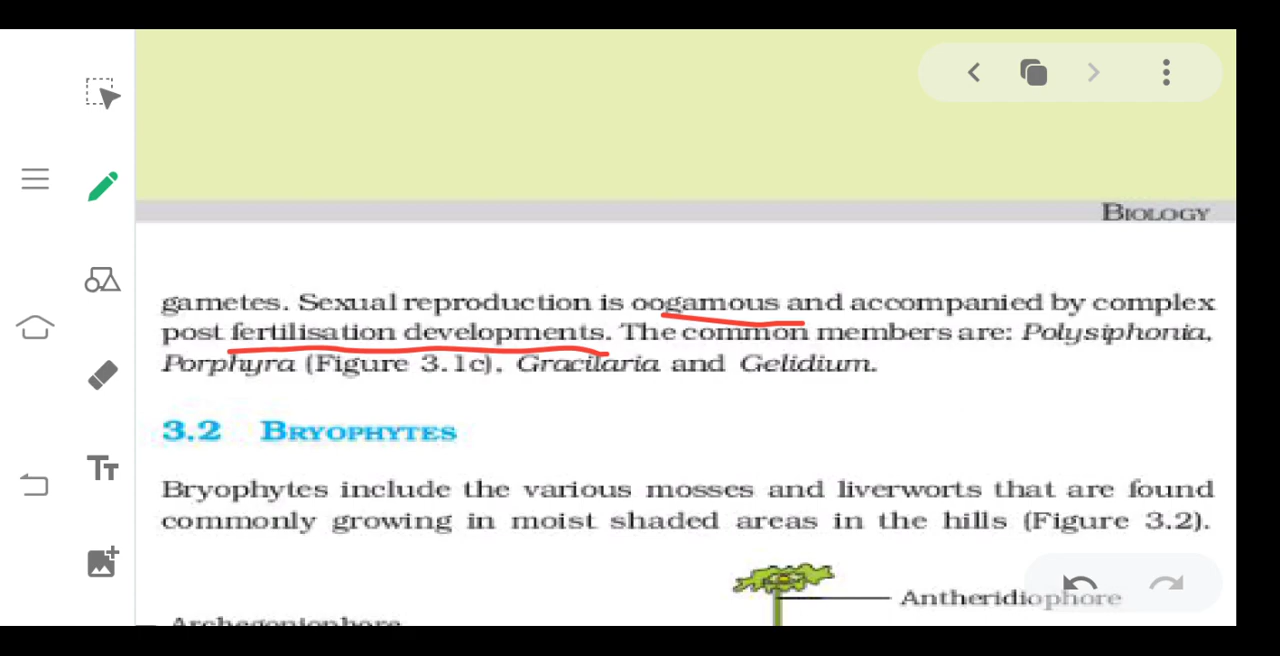 BIOLOGY
gametes. Sexual reproduction is oogamous and accompanied by complex
post fertilisation developments. The common members are: Polysiphonia,
Porphyra (Figure 3.1c), Gracilaria and Gelidium.
3.2 BRYOPHYTES
Bryophytes include the various mosses and liverworts that are found
commonly growing in moist shaded areas in the hills (Figure 3.2).
Antheridiophore
Archegoniophore
TT